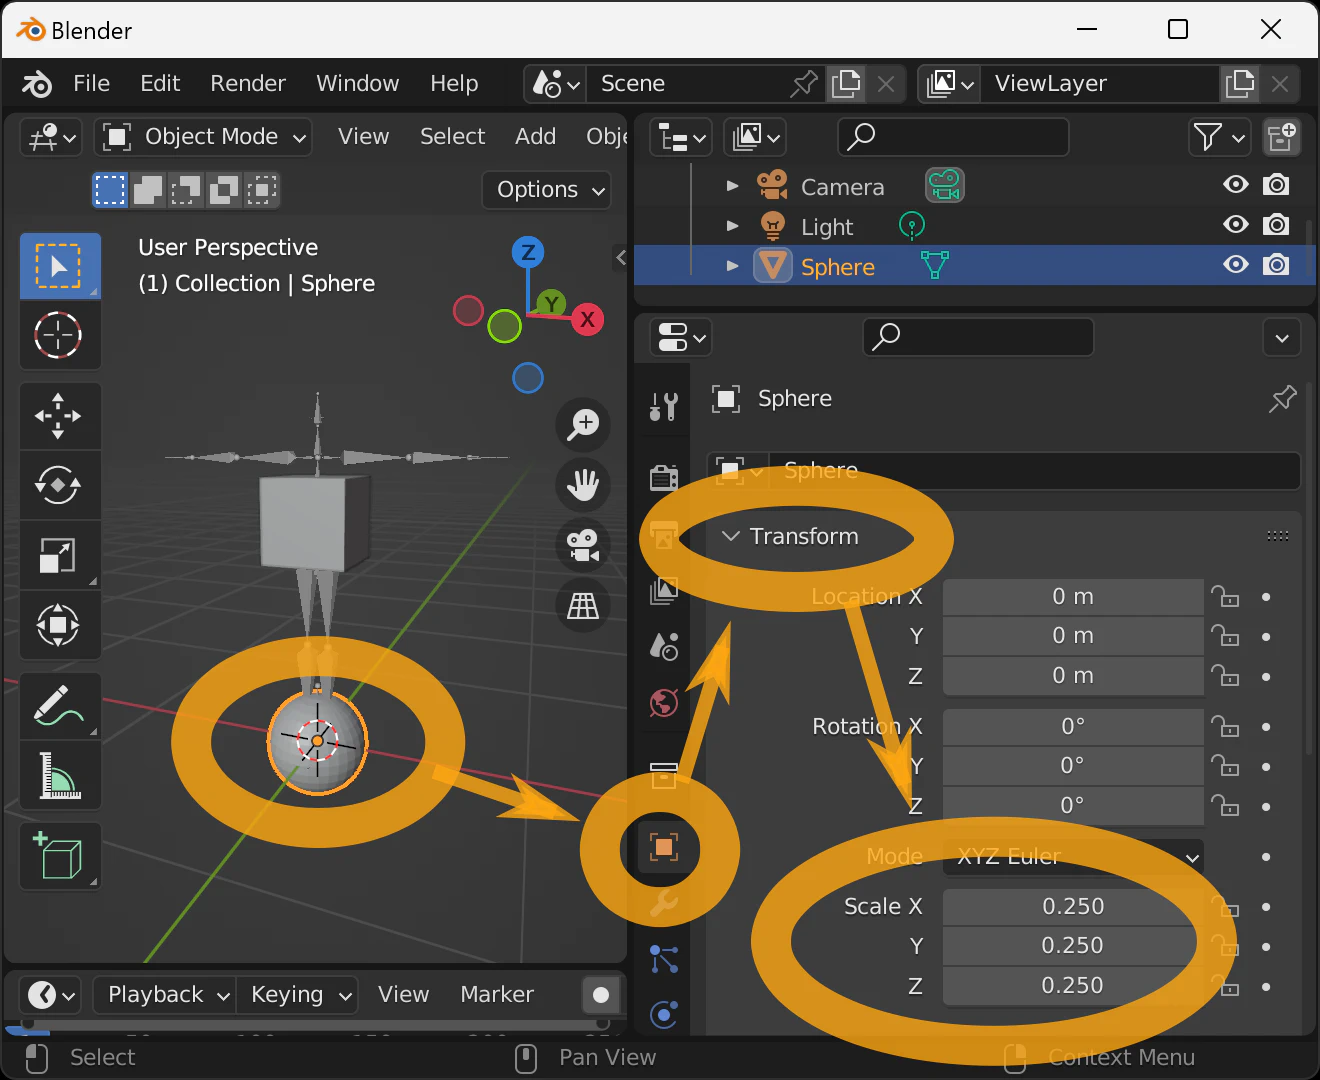 Blender
File Edit Render Window Help Scene ViewLayer
Object Mode View Select Add Obje
Options
User Perspective
(1) Collection | Sphere
Z
Y
X
Camera
Light
Sphere
Sphere
Sphere
Transform
Location X 0 m
Y 0 m
Z 0 m
Rotation X 0°
Y 0°
Z 0°
Mode XYZ Euler
Scale X 0.250
Y 0.250
Z 0.250
Playback Keying View Marker
Select Pan View Context Menu